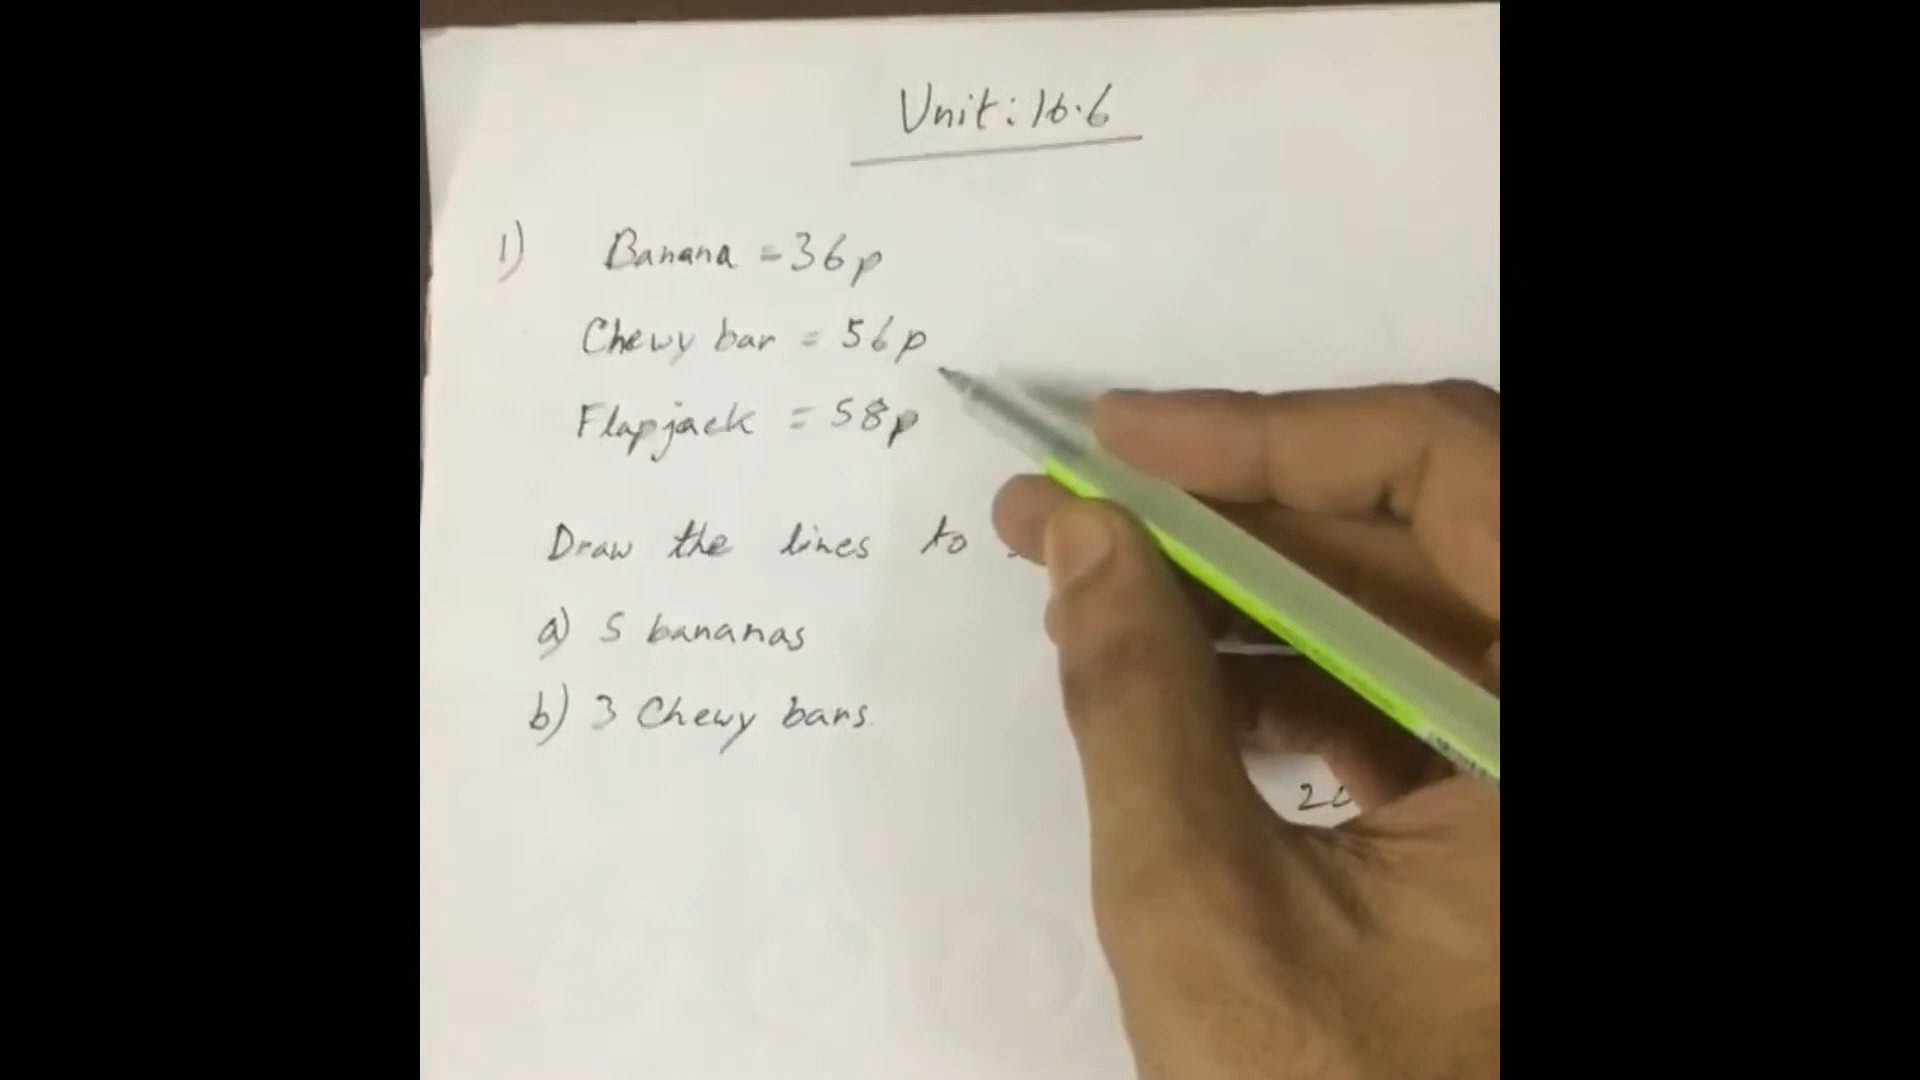 Unit: 16.6
1) Banana = 36p
Chewy bar = 56p
Flapjack = 58p
Draw the lines to
a) 5 bananas
b) 3 Chewy bars